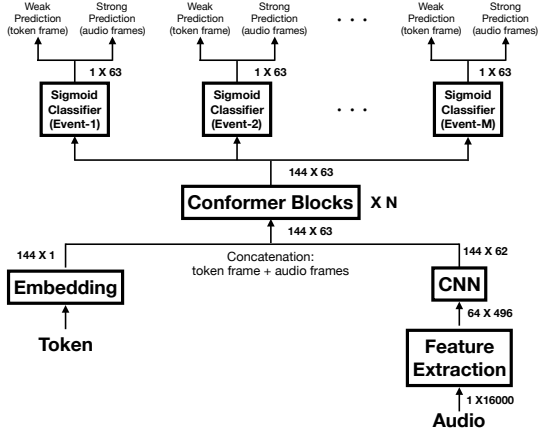 Weak
Prediction
(token frame)
Strong
Prediction
(audio frames)
Weak
Prediction
(token frame)
Strong
Prediction
(audio frames)
. . .
Weak
Prediction
(token frame)
Strong
Prediction
(audio frames)
1 X 63
1 X 63
1 X 63
Sigmoid
Classifier
(Event-1)
Sigmoid
Classifier
(Event-2)
. . .
Sigmoid
Classifier
(Event-M)
144 X 63
Conformer Blocks
X N
144 X 63
144 X 1
Concatenation:
token frame + audio frames
144 X 62
Embedding
CNN
64 X 496
Token
Feature
Extraction
1 X16000
Audio